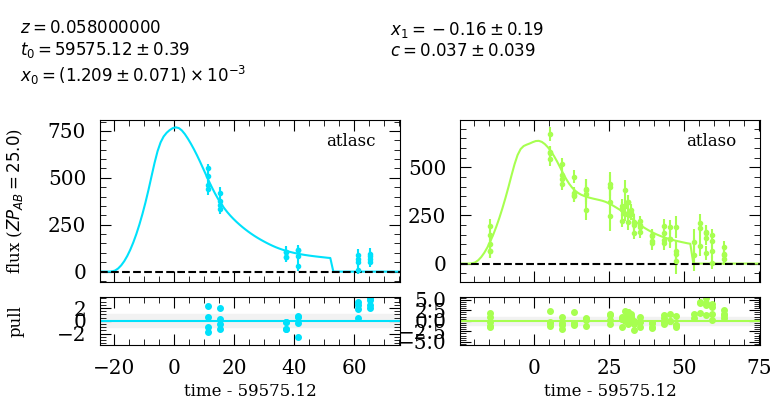 z = 0.058000000
t₀ = 59575.12 ± 0.39
x₀ = (1.209 ± 0.071) × 10⁻³
x₁ = −0.16 ± 0.19
c = 0.037 ± 0.039
flux (ZP_AB = 25.0)
750
500
250
0
atlasc
500
250
0
atlaso
pull
2
0
−2
−20 0 20 40 60
time - 59575.12
5.0
2.5
0.0
−2.5
−5.0
0 25 50 75
time - 59575.12